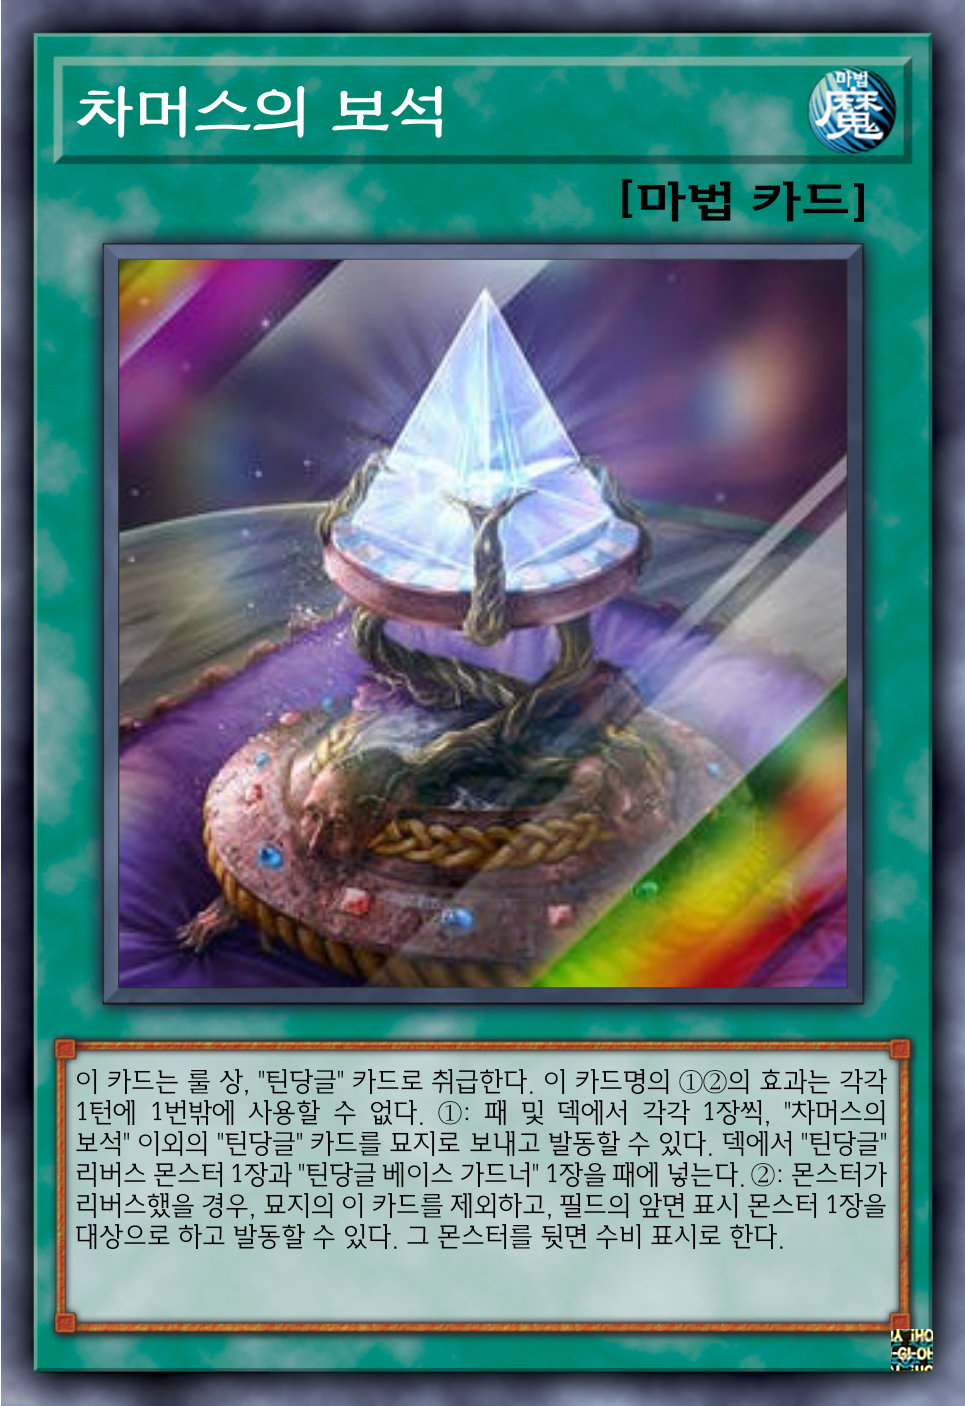 차머스의 보석
마법
魔
[마법 카드]
이 카드는 룰 상, "틴당글" 카드로 취급한다. 이 카드명의 ①②의 효과는 각각
1턴에 1번밖에 사용할 수 없다. ①: 패 및 덱에서 각각 1장씩, "차머스의
보석" 이외의 "틴당글" 카드를 묘지로 보내고 발동할 수 있다. 덱에서 "틴당글"
리버스 몬스터 1장과 "틴당글 베이스 가드너" 1장을 패에 넣는다. ②: 몬스터가
리버스했을 경우, 묘지의 이 카드를 제외하고, 필드의 앞면 표시 몬스터 1장을
대상으로 하고 발동할 수 있다. 그 몬스터를 뒷면 수비 표시로 한다.